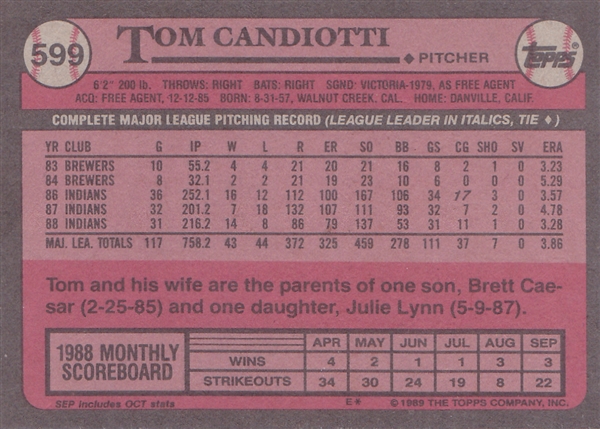 599
TOM CANDIOTTI
◆ PITCHER
Topps®
6'2" 200 lb. THROWS: RIGHT BATS: RIGHT SGND: VICTORIA-1979, AS FREE AGENT
ACQ: FREE AGENT, 12-12-85 BORN: 8-31-57, WALNUT CREEK, CAL. HOME: DANVILLE, CALIF.
COMPLETE MAJOR LEAGUE PITCHING RECORD (LEAGUE LEADER IN ITALICS, TIE ♦)
YR CLUB G IP W L R ER SO BB GS CG SHO SV ERA
83 BREWERS 10 55.2 4 4 21 20 21 16 8 2 1 0 3.23
84 BREWERS 8 32.1 2 2 21 19 23 10 6 0 0 0 5.29
86 INDIANS 36 252.1 16 12 112 100 167 106 34 17 3 0 3.57
87 INDIANS 32 201.2 7 18 132 107 111 93 32 7 2 0 4.78
88 INDIANS 31 216.2 14 8 86 79 137 53 31 11 1 0 3.28
MAJ. LEA. TOTALS 117 758.2 43 44 372 325 459 278 111 37 7 0 3.86
Tom and his wife are the parents of one son, Brett Cae-
sar (2-25-85) and one daughter, Julie Lynn (5-9-87).
1988 MONTHLY
SCOREBOARD
APR MAY JUN JUL AUG SEP
WINS 4 2 1 1 3 3
STRIKEOUTS 34 30 24 19 8 22
SEP includes OCT stats
E*
© 1989 THE TOPPS COMPANY, INC.